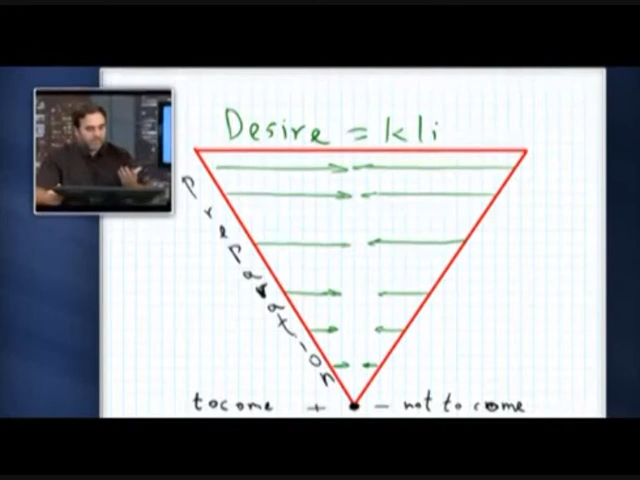 Desire = kli
preparation
to come + - not to come